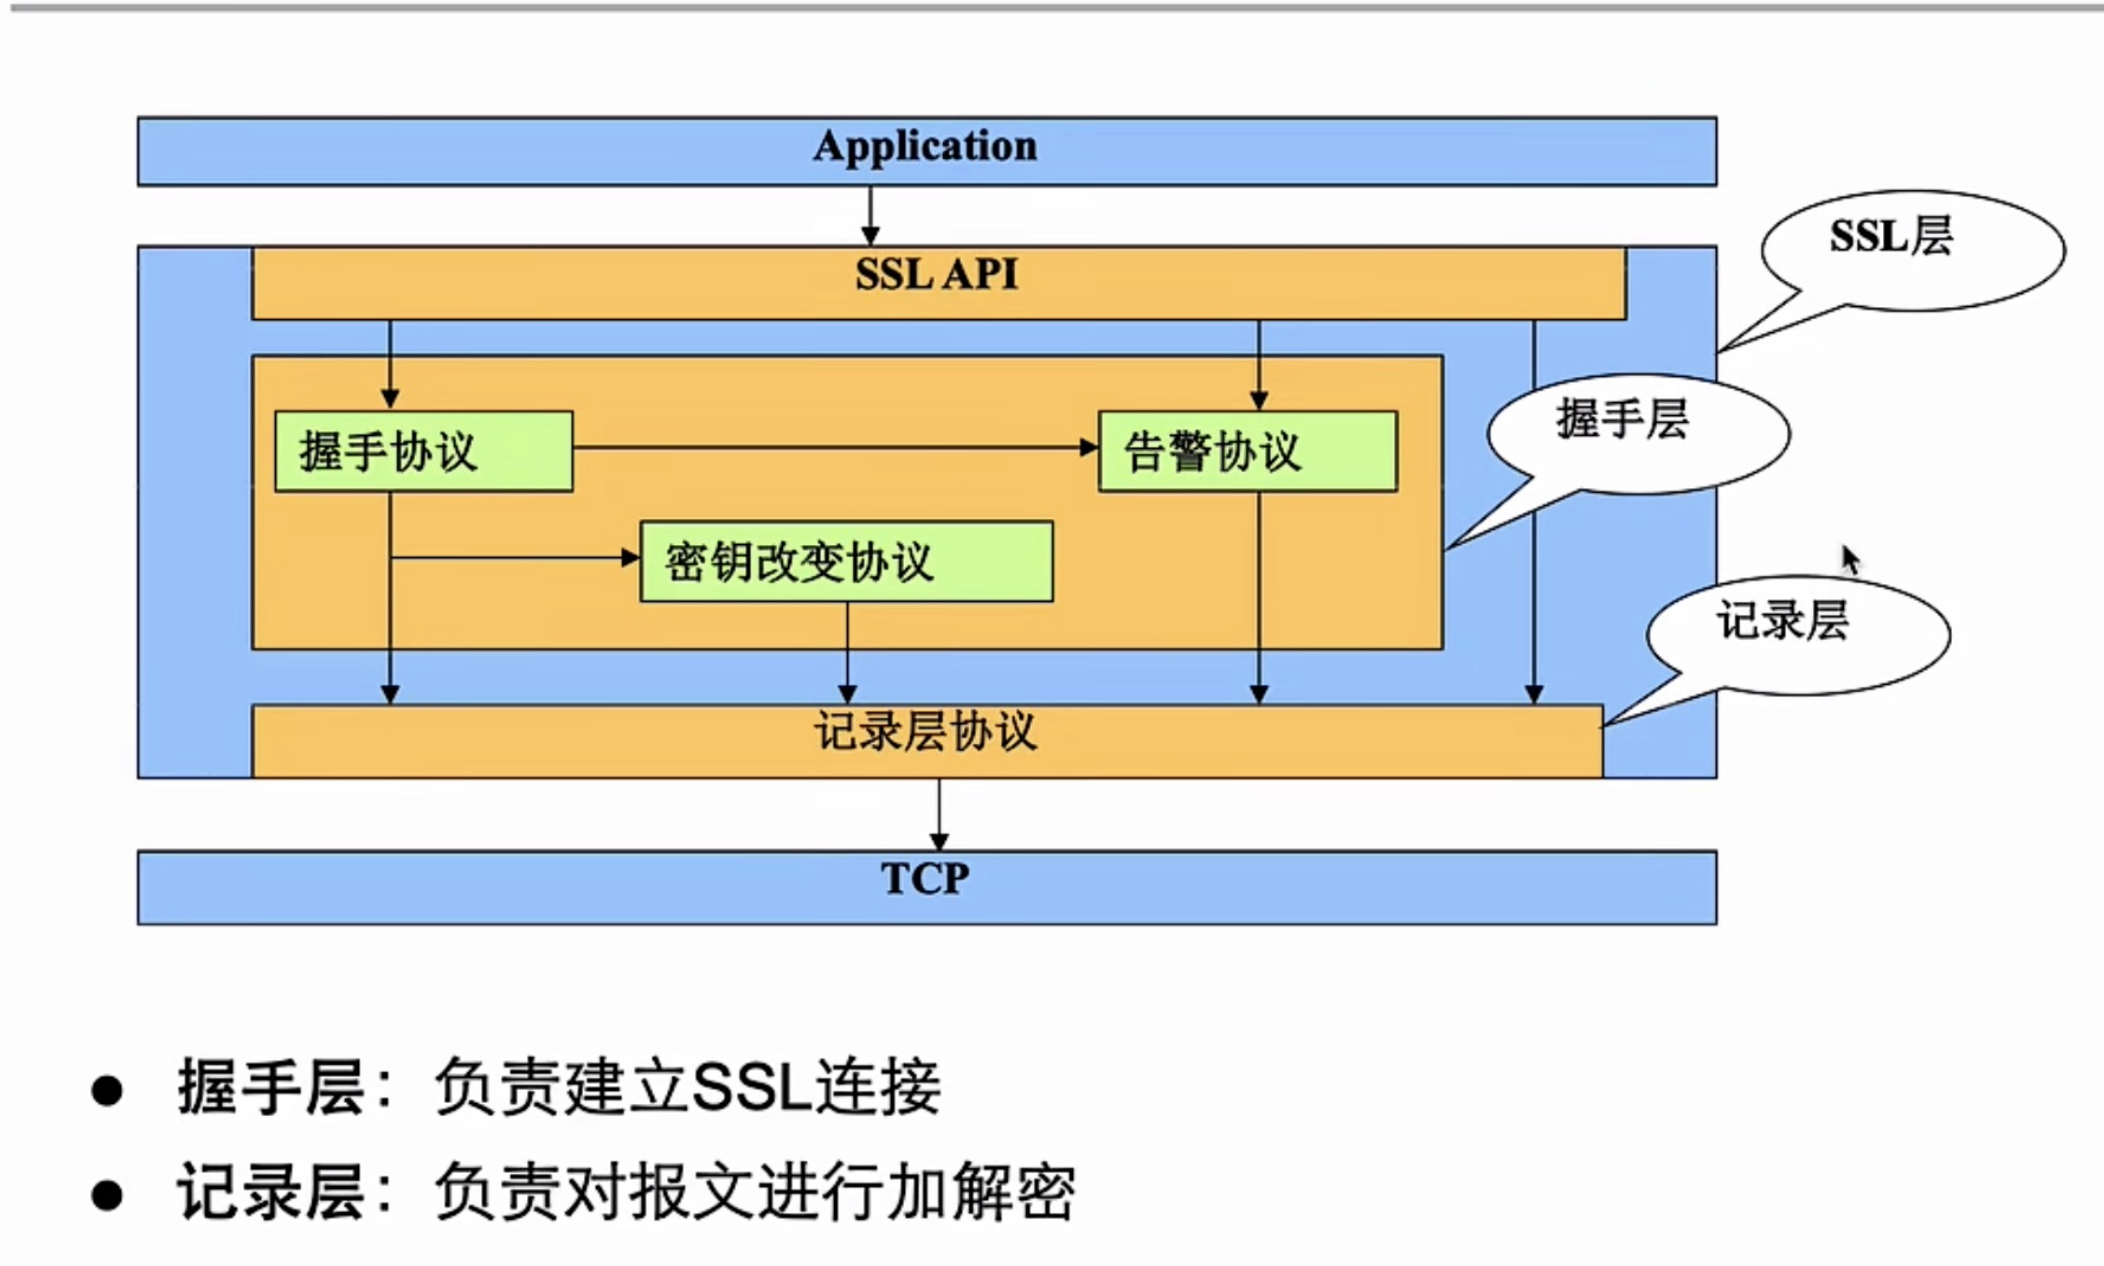 Application
SSL层
SSL API
握手层
握手协议
告警协议
密钥改变协议
记录层
记录层协议
TCP
● 握手层：负责建立SSL连接
● 记录层：负责对报文进行加解密